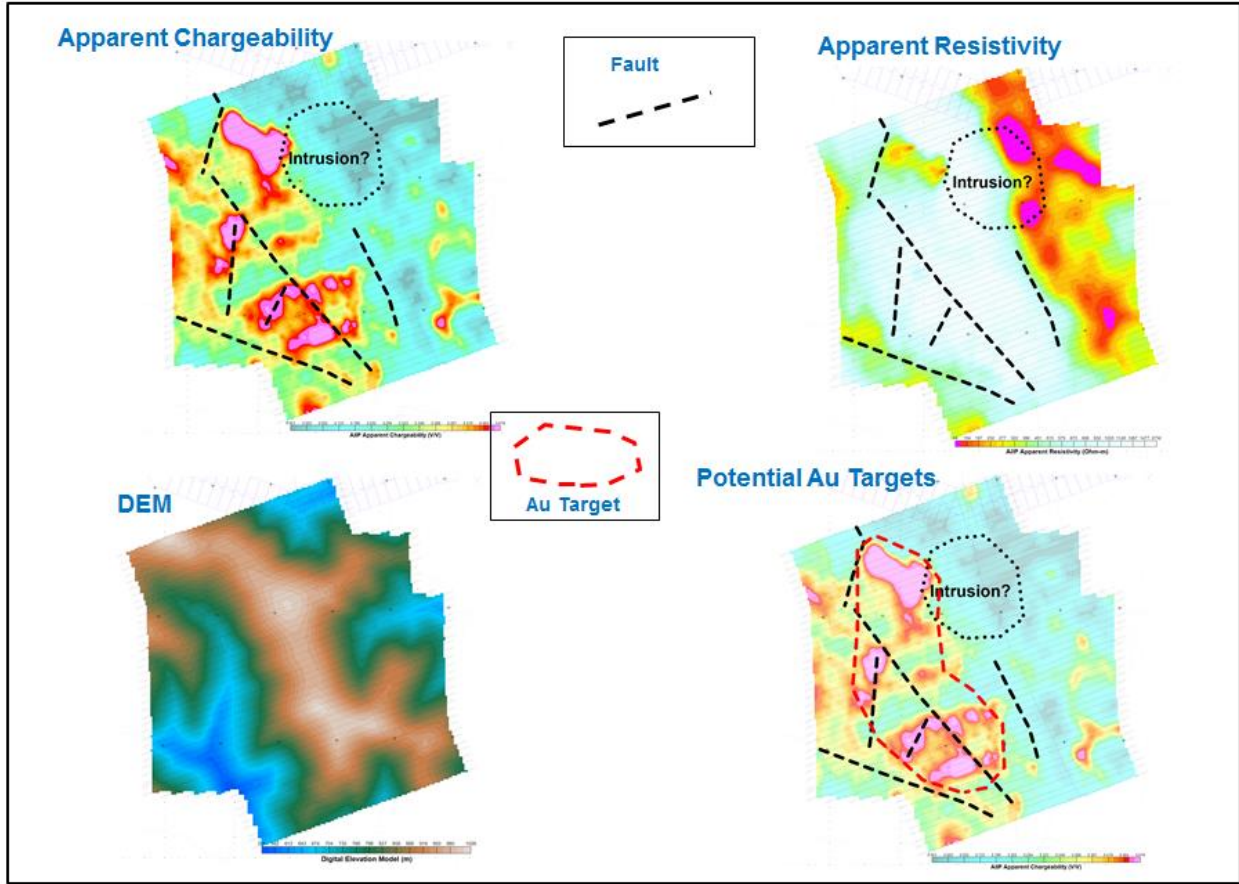 Apparent Chargeability
Fault
Apparent Resistivity
Intrusion?
Intrusion?
AIIP Apparent Chargeability (V/V)
AIIP Apparent Resistivity (Ohm-m)
Au Target
DEM
Potential Au Targets
Intrusion?
Digital Elevation Model (m)
AIIP Apparent Chargeability (V/V)